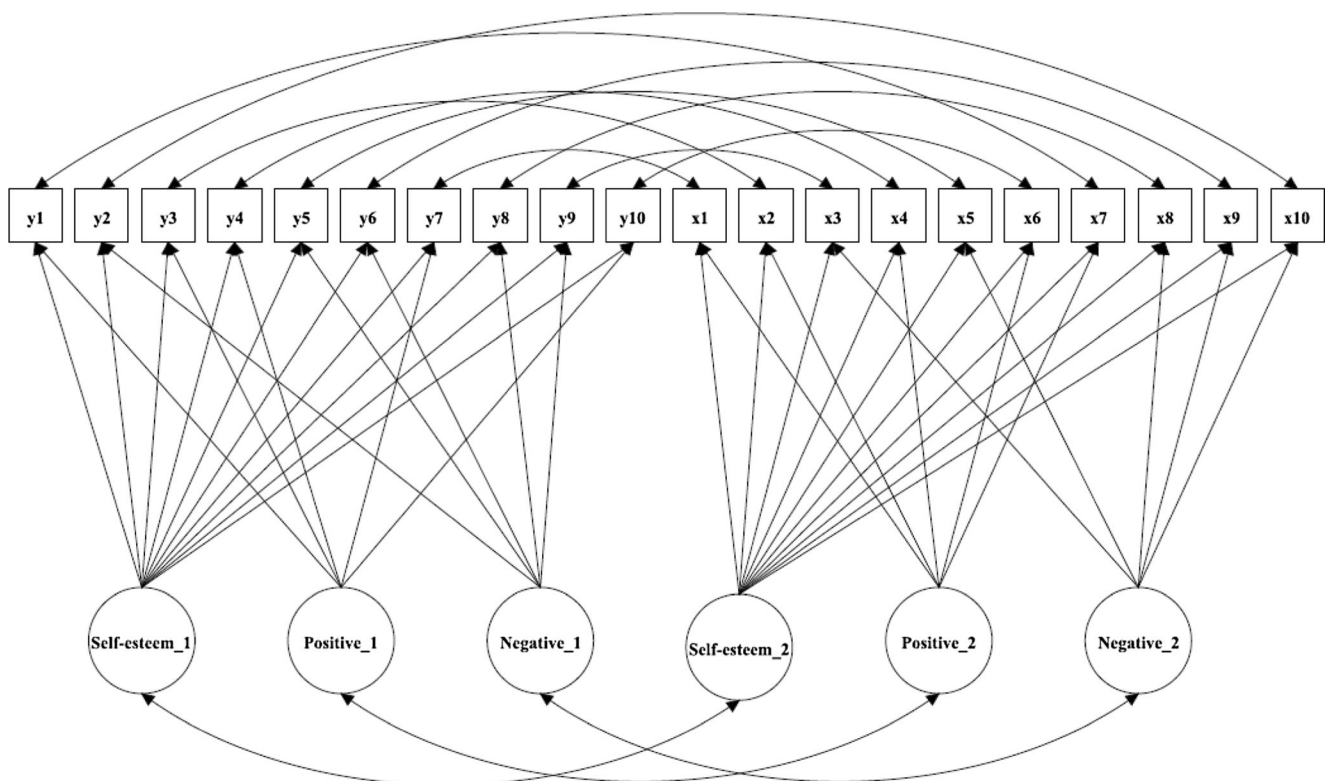 y1 y2 y3 y4 y5 y6 y7 y8 y9 y10 x1 x2 x3 x4 x5 x6 x7 x8 x9 x10
Self-esteem_1 Positive_1 Negative_1 Self-esteem_2 Positive_2 Negative_2